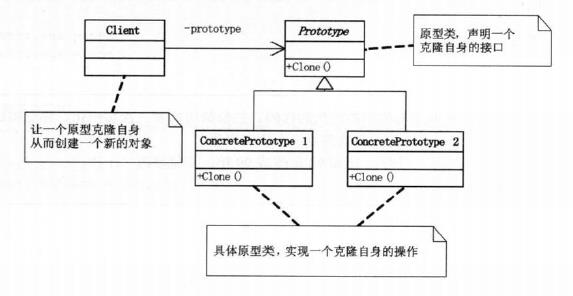 Client
-prototype
Prototype
+Clone()
原型类，声明一个
克隆自身的接口
让一个原型克隆自身
从而创建一个新的对象
ConcretePrototype 1
+Clone()
ConcretePrototype 2
+Clone()
具体原型类，实现一个克隆自身的操作